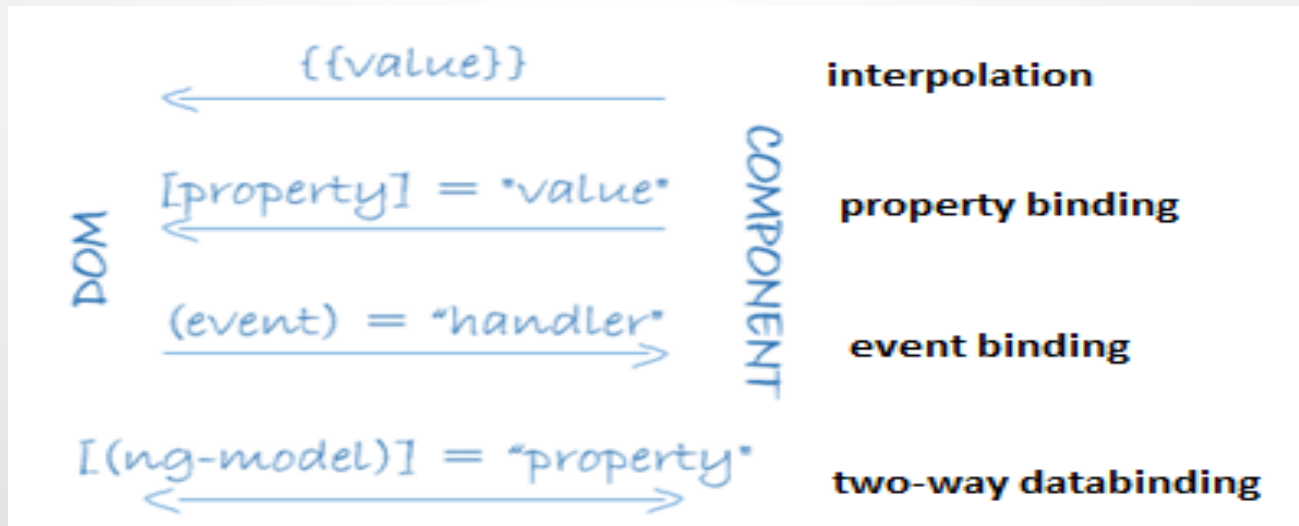 {{value}}
interpolation
[property] = "value"
property binding
DOM
COMPONENT
(event) = "handler"
event binding
[(ng-model)] = "property"
two-way databinding